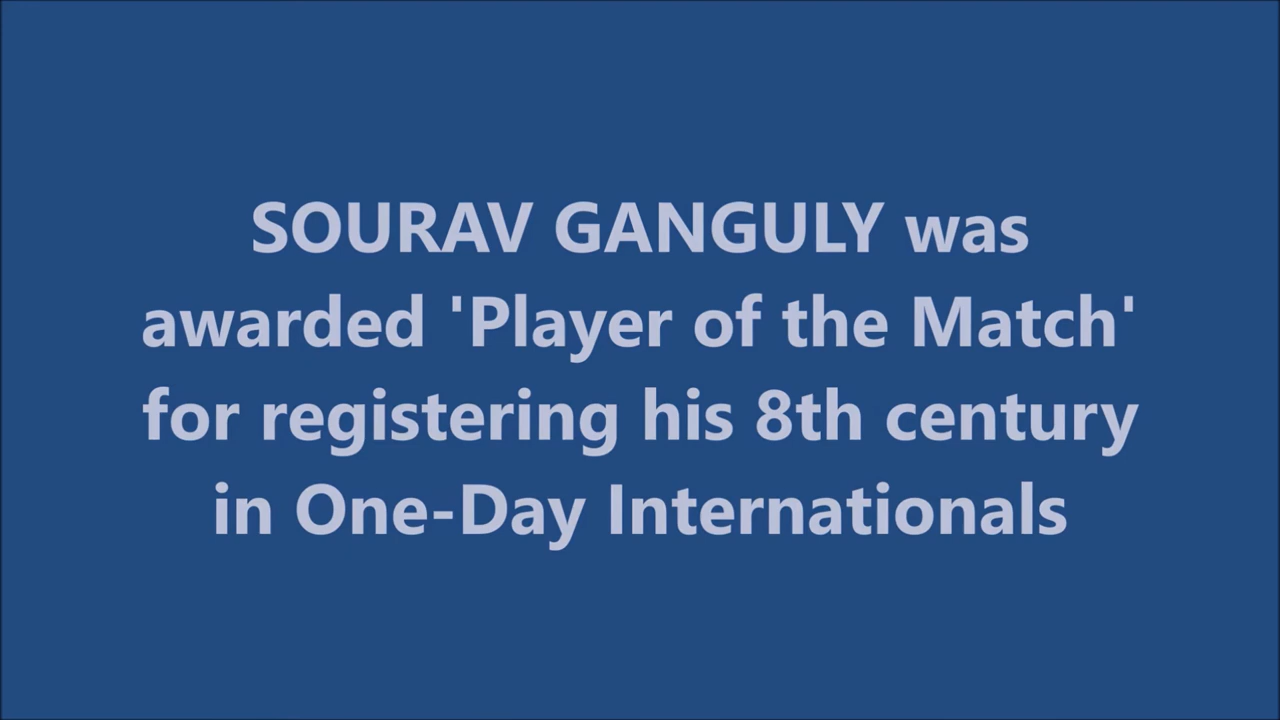 SOURAV GANGULY was
awarded 'Player of the Match'
for registering his 8th century
in One-Day Internationals